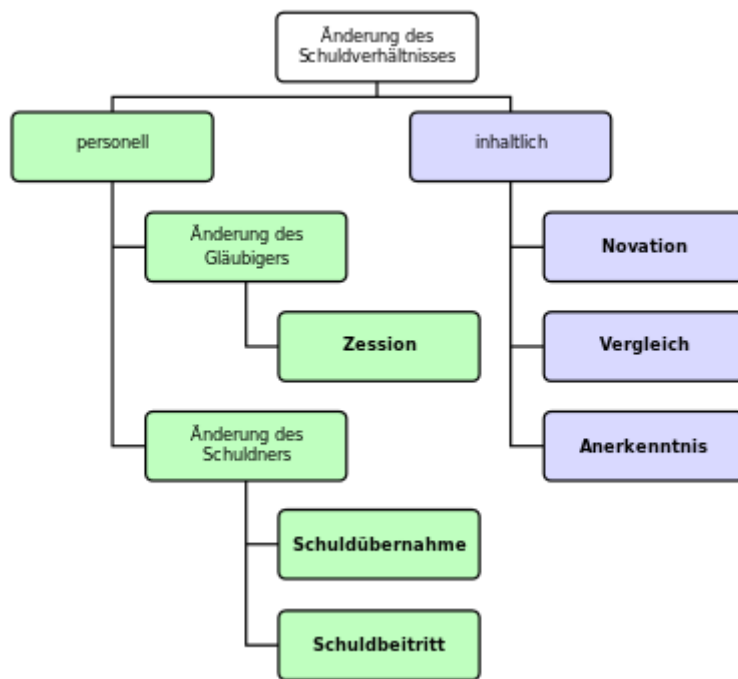 Änderung des
Schuldverhältnisses
personell
inhaltlich
Änderung des
Gläubigers
Novation
Zession
Vergleich
Änderung des
Schuldners
Anerkenntnis
Schuldübernahme
Schuldbeitritt